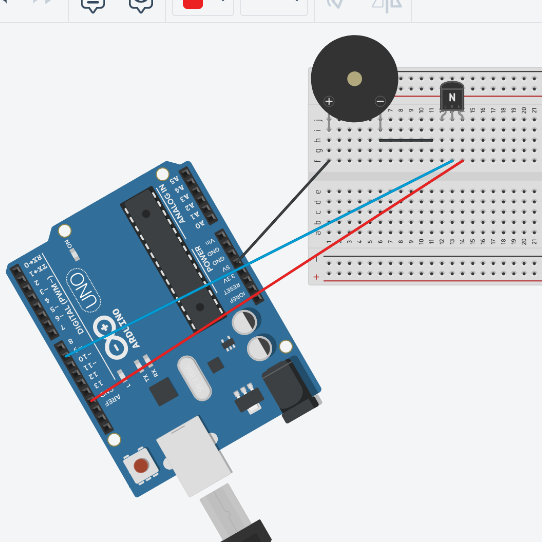 +
−
N
j
i
h
g
f
e
d
c
b
a
−
+
ANALOG IN
A5
A4
A3
A2
A1
A0
POWER
Vin
GND
GND
5V
3.3V
RESET
IOREF
ON
UNO
ARDUINO
DIGITAL (PWM~)
RX←0
TX→1
2
~3
4
~5
~6
7
8
~10
~11
12
13
AREF
TX
RX
L